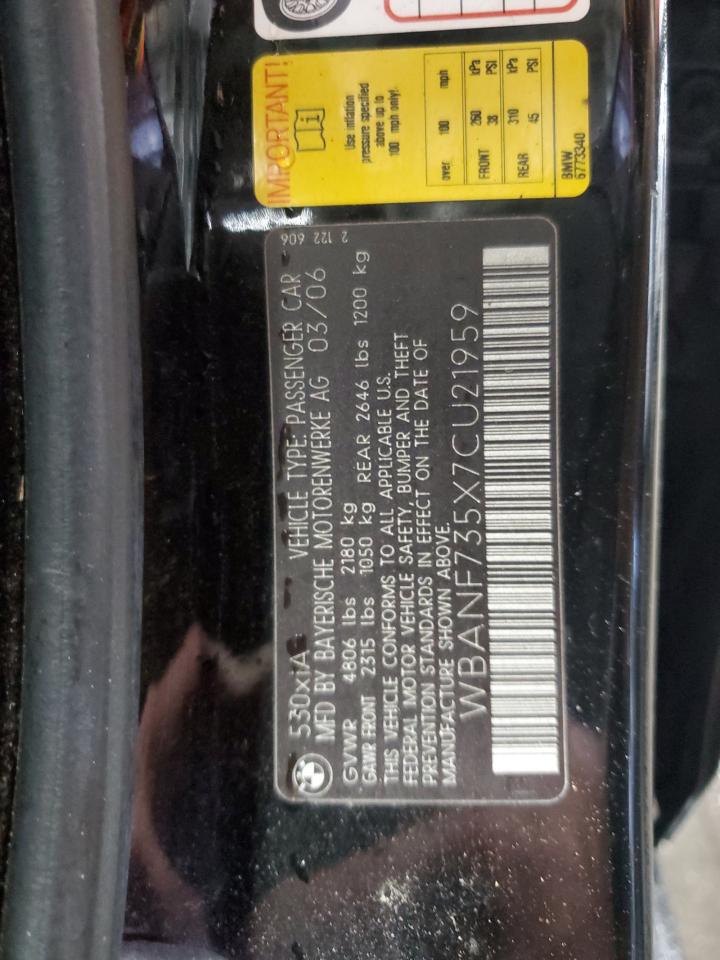 530xiA VEHICLE TYPE: PASSENGER CAR
MFD BY BAYERISCHE MOTORENWERKE AG 03/06
GVWR 4806 lbs 2180 kg
GAWR FRONT 2315 lbs 1050 kg REAR 2646 lbs 1200 kg
THIS VEHICLE CONFORMS TO ALL APPLICABLE U.S.
FEDERAL MOTOR VEHICLE SAFETY, BUMPER AND THEFT
PREVENTION STANDARDS IN EFFECT ON THE DATE OF
MANUFACTURE SHOWN ABOVE.
WBANF735X7CU21959
2 122 606
IMPORTANT!
Use inflation
pressure specified
above up to
100 mph only!
over 100 mph
FRONT 260 kPa
38 PSI
REAR 310 kPa
45 PSI
BMW
6773340